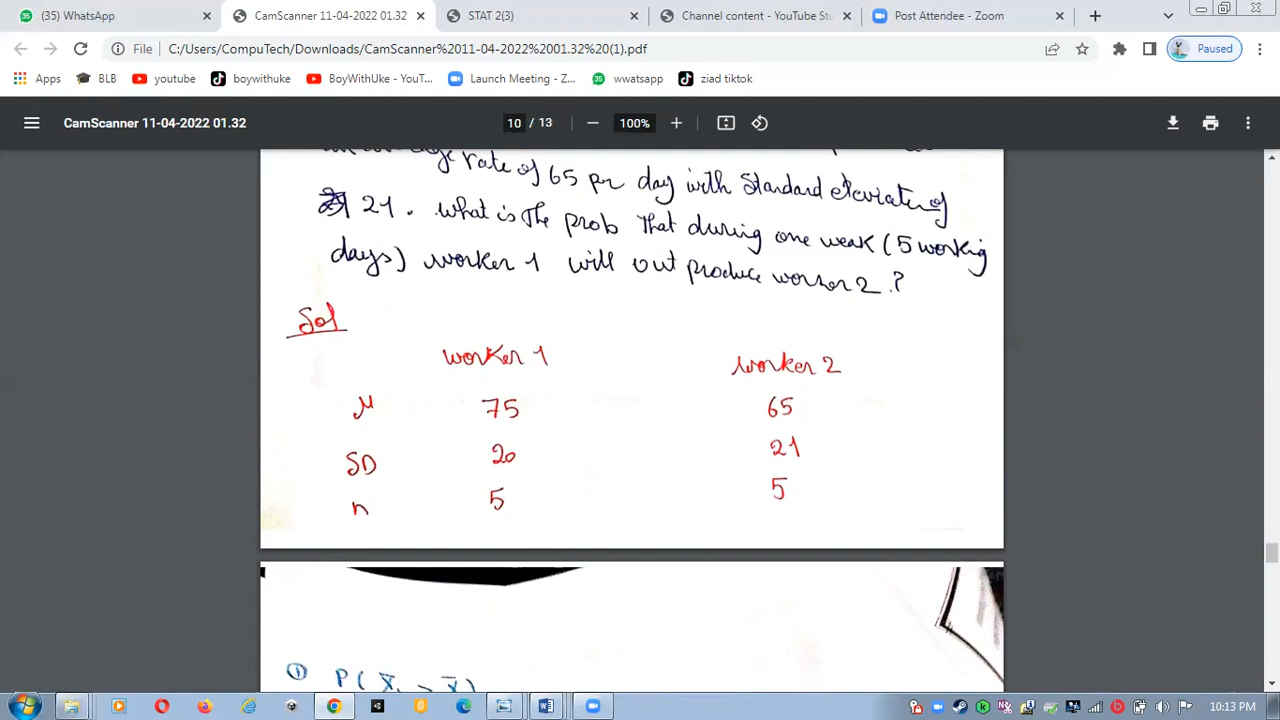 (35) WhatsApp
CamScanner 11-04-2022 01.32
STAT 2(3)
Channel content - YouTube Stu
Post Attendee - Zoom
File
C:/Users/CompuTech/Downloads/CamScanner%2011-04-2022%2001.32%20(1).pdf
Paused
Apps
BLB
youtube
boywithuke
BoyWithUke - YouT...
Launch Meeting - Z...
wwatsapp
ziad tiktok
CamScanner 11-04-2022 01.32
10 / 13
100%
rate of 65 per day with standard deviation of
21. what is the prob that during one weak (5 working
days) worker 1 will out produce worker 2.?
Sol
worker 1 worker 2
μ 75 65
SD 20 21
n 5 5
① P(X̄₁ - X̄)
10:13 PM